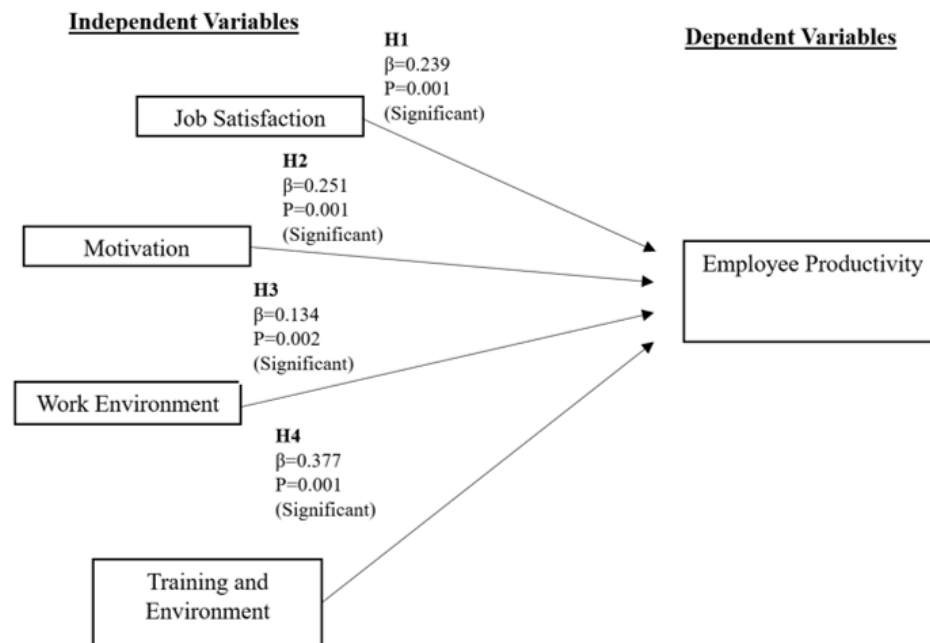 Independent Variables
Dependent Variables
H1
β=0.239
P=0.001
(Significant)
Job Satisfaction
H2
β=0.251
P=0.001
(Significant)
Motivation
Employee Productivity
H3
β=0.134
P=0.002
(Significant)
Work Environment
H4
β=0.377
P=0.001
(Significant)
Training and
Environment